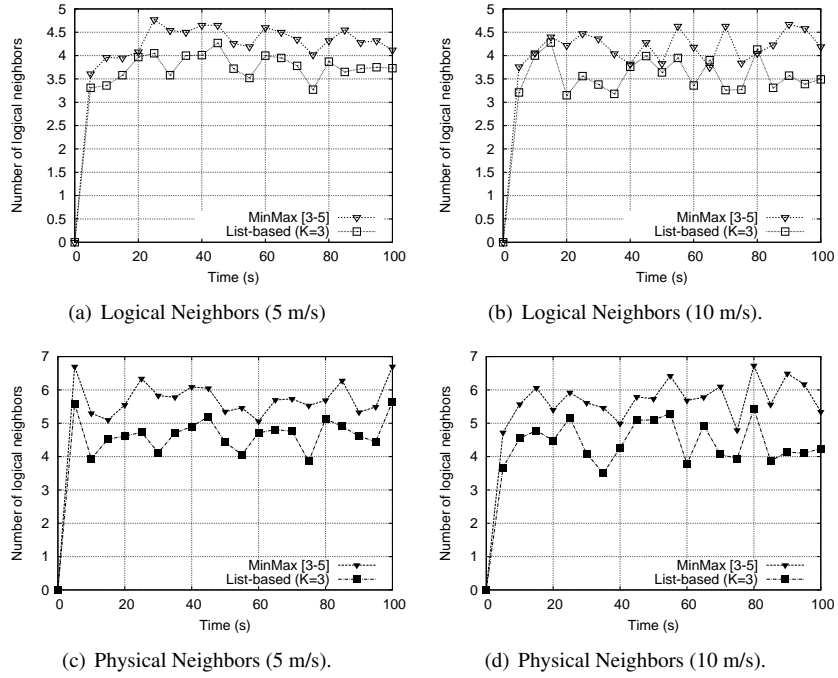 5
4.5
4
3.5
3
2.5
2
1.5
1
0.5
0
Number of logical neighbors
MinMax [3-5]
List-based (K=3)
0 20 40 60 80 100
Time (s)
(a) Logical Neighbors (5 m/s)
5
4.5
4
3.5
3
2.5
2
1.5
1
0.5
0
Number of logical neighbors
MinMax [3-5]
List-based (K=3)
0 20 40 60 80 100
Time (s)
(b) Logical Neighbors (10 m/s).
7
6
5
4
3
2
1
0
Number of logical neighbors
MinMax [3-5]
List-based (K=3)
0 20 40 60 80 100
Time (s)
(c) Physical Neighbors (5 m/s).
7
6
5
4
3
2
1
0
Number of logical neighbors
MinMax [3-5]
List-based (K=3)
0 20 40 60 80 100
Time (s)
(d) Physical Neighbors (10 m/s).